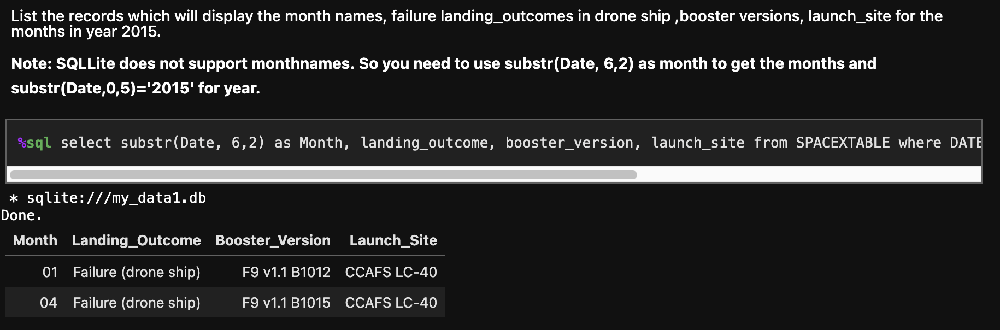 List the records which will display the month names, failure landing_outcomes in drone ship ,booster versions, launch_site for the
months in year 2015.
Note: SQLLite does not support monthnames. So you need to use substr(Date, 6,2) as month to get the months and
substr(Date,0,5)='2015' for year.
%sql select substr(Date, 6,2) as Month, landing_outcome, booster_version, launch_site from SPACEXTABLE where DATE
* sqlite:///my_data1.db
Done.
Month Landing_Outcome Booster_Version Launch_Site
01 Failure (drone ship) F9 v1.1 B1012 CCAFS LC-40
04 Failure (drone ship) F9 v1.1 B1015 CCAFS LC-40